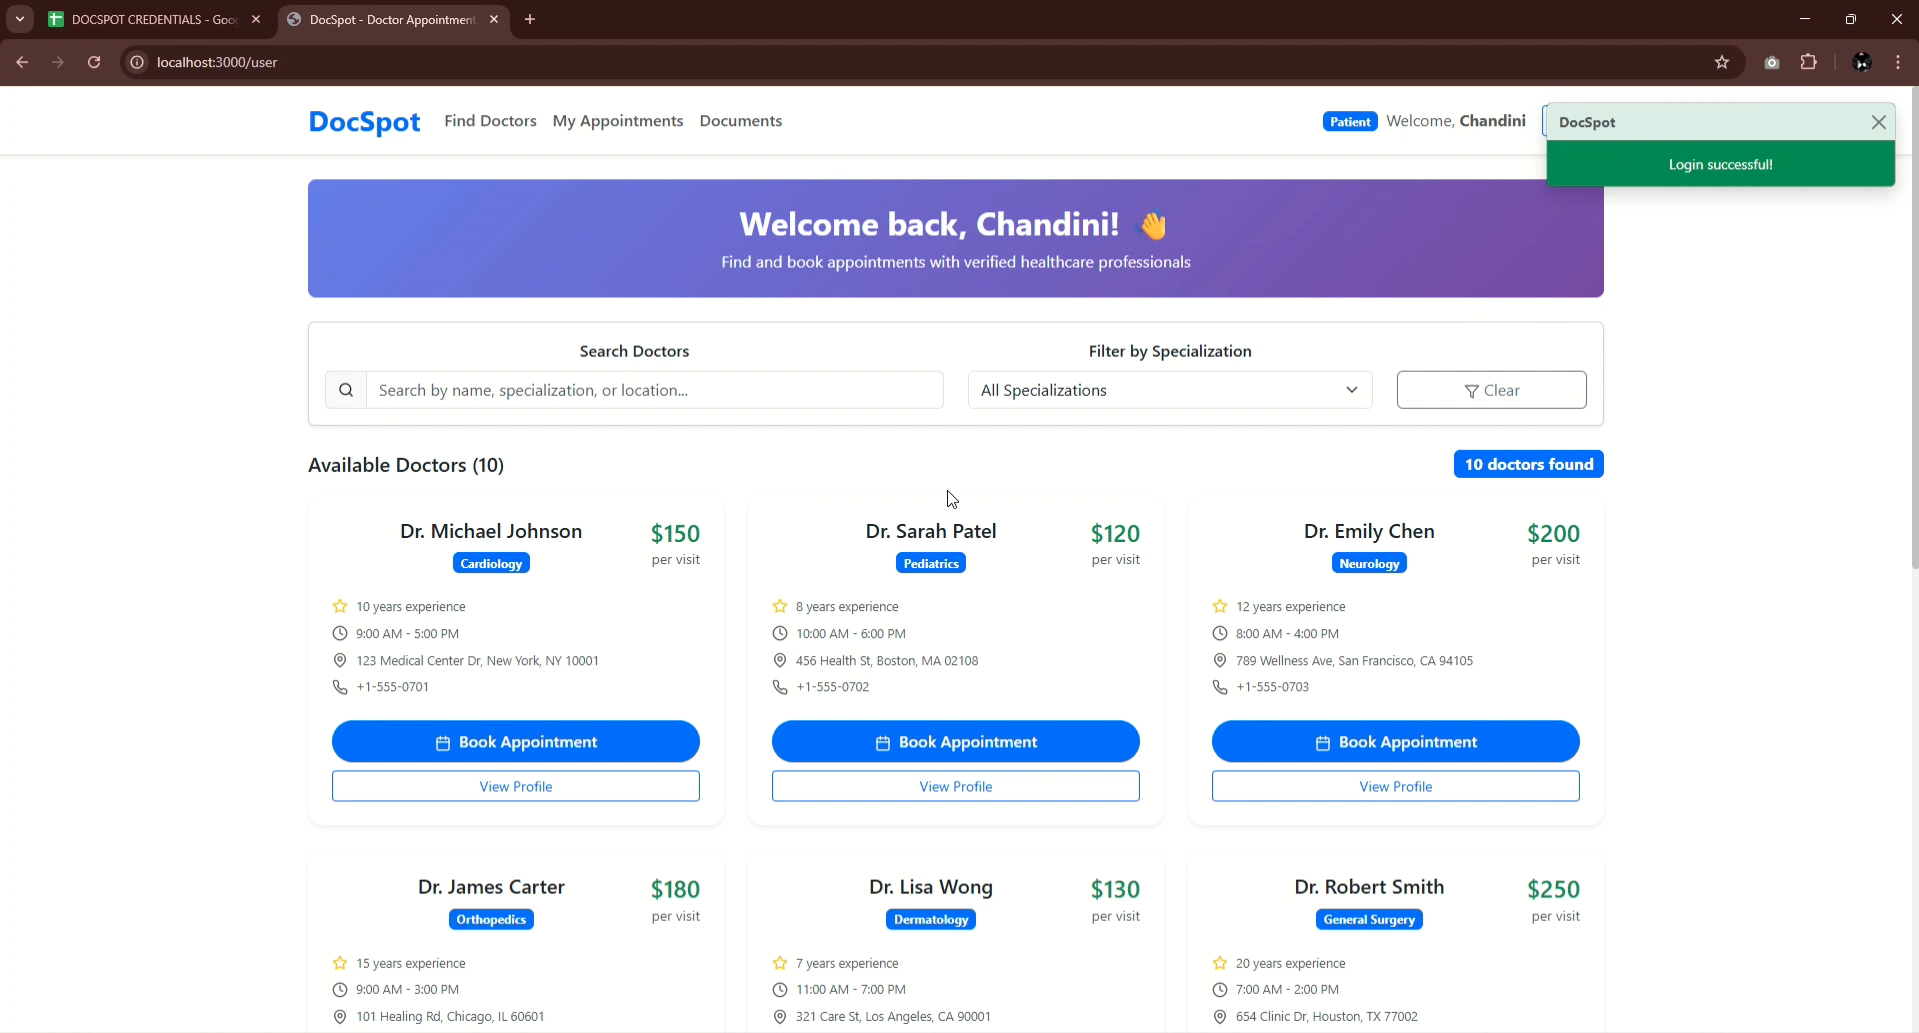 DOCSPOT CREDENTIALS - Goo
DocSpot - Doctor Appointment
localhost:3000/user
DocSpot
Find Doctors
My Appointments
Documents
Patient
Welcome, Chandini
DocSpot
Login successful!
Welcome back, Chandini! 👋
Find and book appointments with verified healthcare professionals
Search Doctors
Filter by Specialization
Search by name, specialization, or location...
All Specializations
Clear
Available Doctors (10)
10 doctors found
Dr. Michael Johnson
$150
Cardiology
per visit
10 years experience
9:00 AM - 5:00 PM
123 Medical Center Dr, New York, NY 10001
+1-555-0701
Book Appointment
View Profile
Dr. Sarah Patel
$120
Pediatrics
per visit
8 years experience
10:00 AM - 6:00 PM
456 Health St, Boston, MA 02108
+1-555-0702
Book Appointment
View Profile
Dr. Emily Chen
$200
Neurology
per visit
12 years experience
8:00 AM - 4:00 PM
789 Wellness Ave, San Francisco, CA 94105
+1-555-0703
Book Appointment
View Profile
Dr. James Carter
$180
Orthopedics
per visit
15 years experience
9:00 AM - 3:00 PM
101 Healing Rd, Chicago, IL 60601
Dr. Lisa Wong
$130
Dermatology
per visit
7 years experience
11:00 AM - 7:00 PM
321 Care St, Los Angeles, CA 90001
Dr. Robert Smith
$250
General Surgery
per visit
20 years experience
7:00 AM - 2:00 PM
654 Clinic Dr, Houston, TX 77002